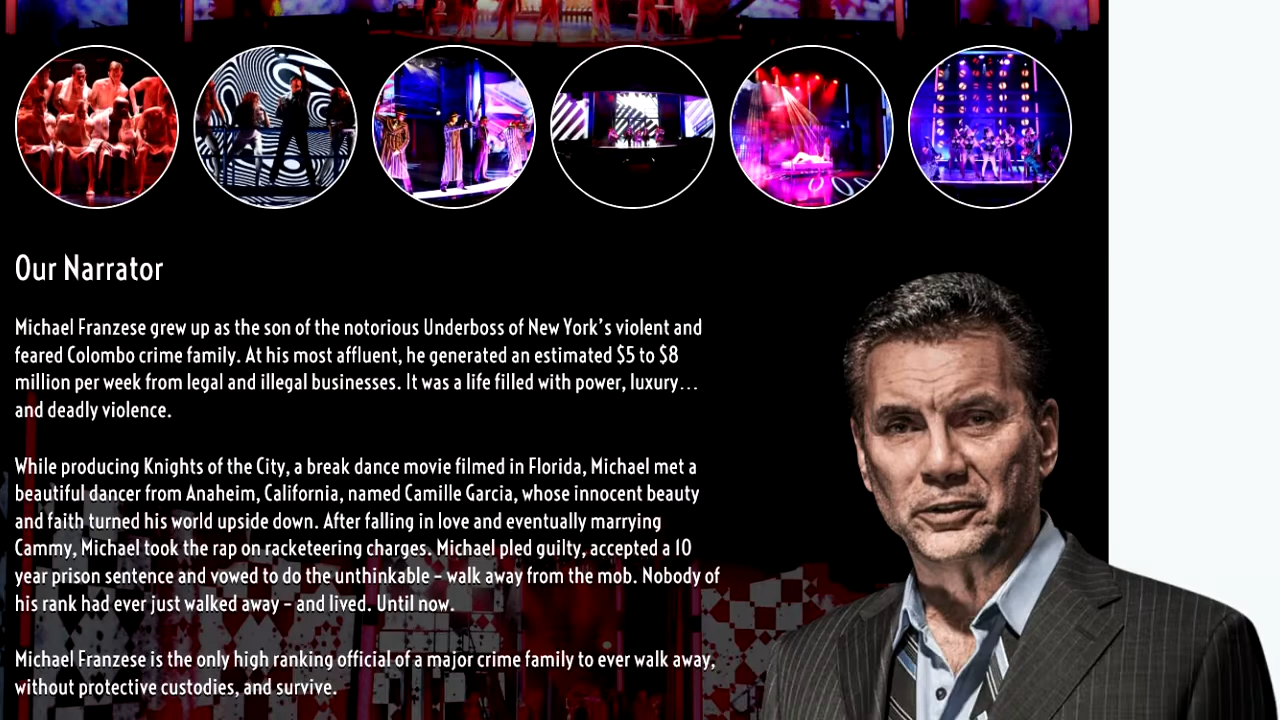 Our Narrator
Michael Franzese grew up as the son of the notorious Underboss of New York’s violent and
feared Colombo crime family. At his most affluent, he generated an estimated $5 to $8
million per week from legal and illegal businesses. It was a life filled with power, luxury…
and deadly violence.
While producing Knights of the City, a break dance movie filmed in Florida, Michael met a
beautiful dancer from Anaheim, California, named Camille Garcia, whose innocent beauty
and faith turned his world upside down. After falling in love and eventually marrying
Cammy, Michael took the rap on racketeering charges. Michael pled guilty, accepted a 10
year prison sentence and vowed to do the unthinkable – walk away from the mob. Nobody of
his rank had ever just walked away – and lived. Until now.
Michael Franzese is the only high ranking official of a major crime family to ever walk away,
without protective custodies, and survive.